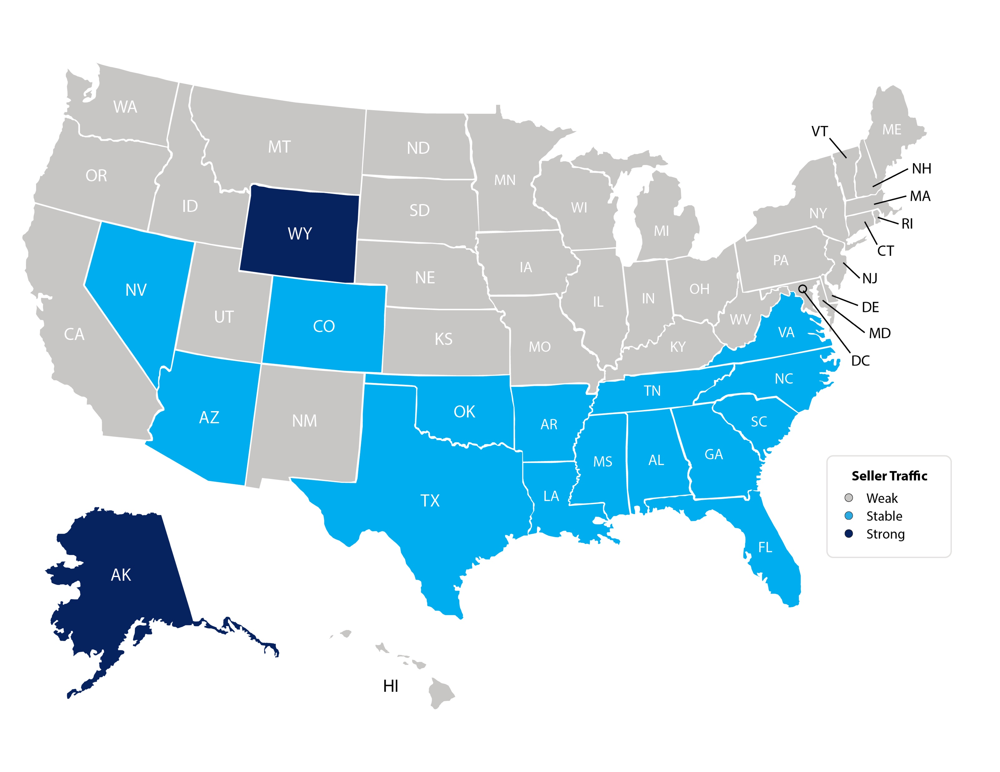 WA
ME
VT
MT
ND
NH
OR
MN
MA
ID
SD
WI
NY
RI
WY
MI
CT
PA
IA
NE
NJ
NV
OH
IN
IL
DE
UT
WV
CO
VA
MD
CA
KS
MO
KY
DC
NC
TN
OK
AZ
NM
AR
SC
GA
MS
AL
Seller Traffic
LA
Weak
TX
Stable
Strong
FL
AK
HI